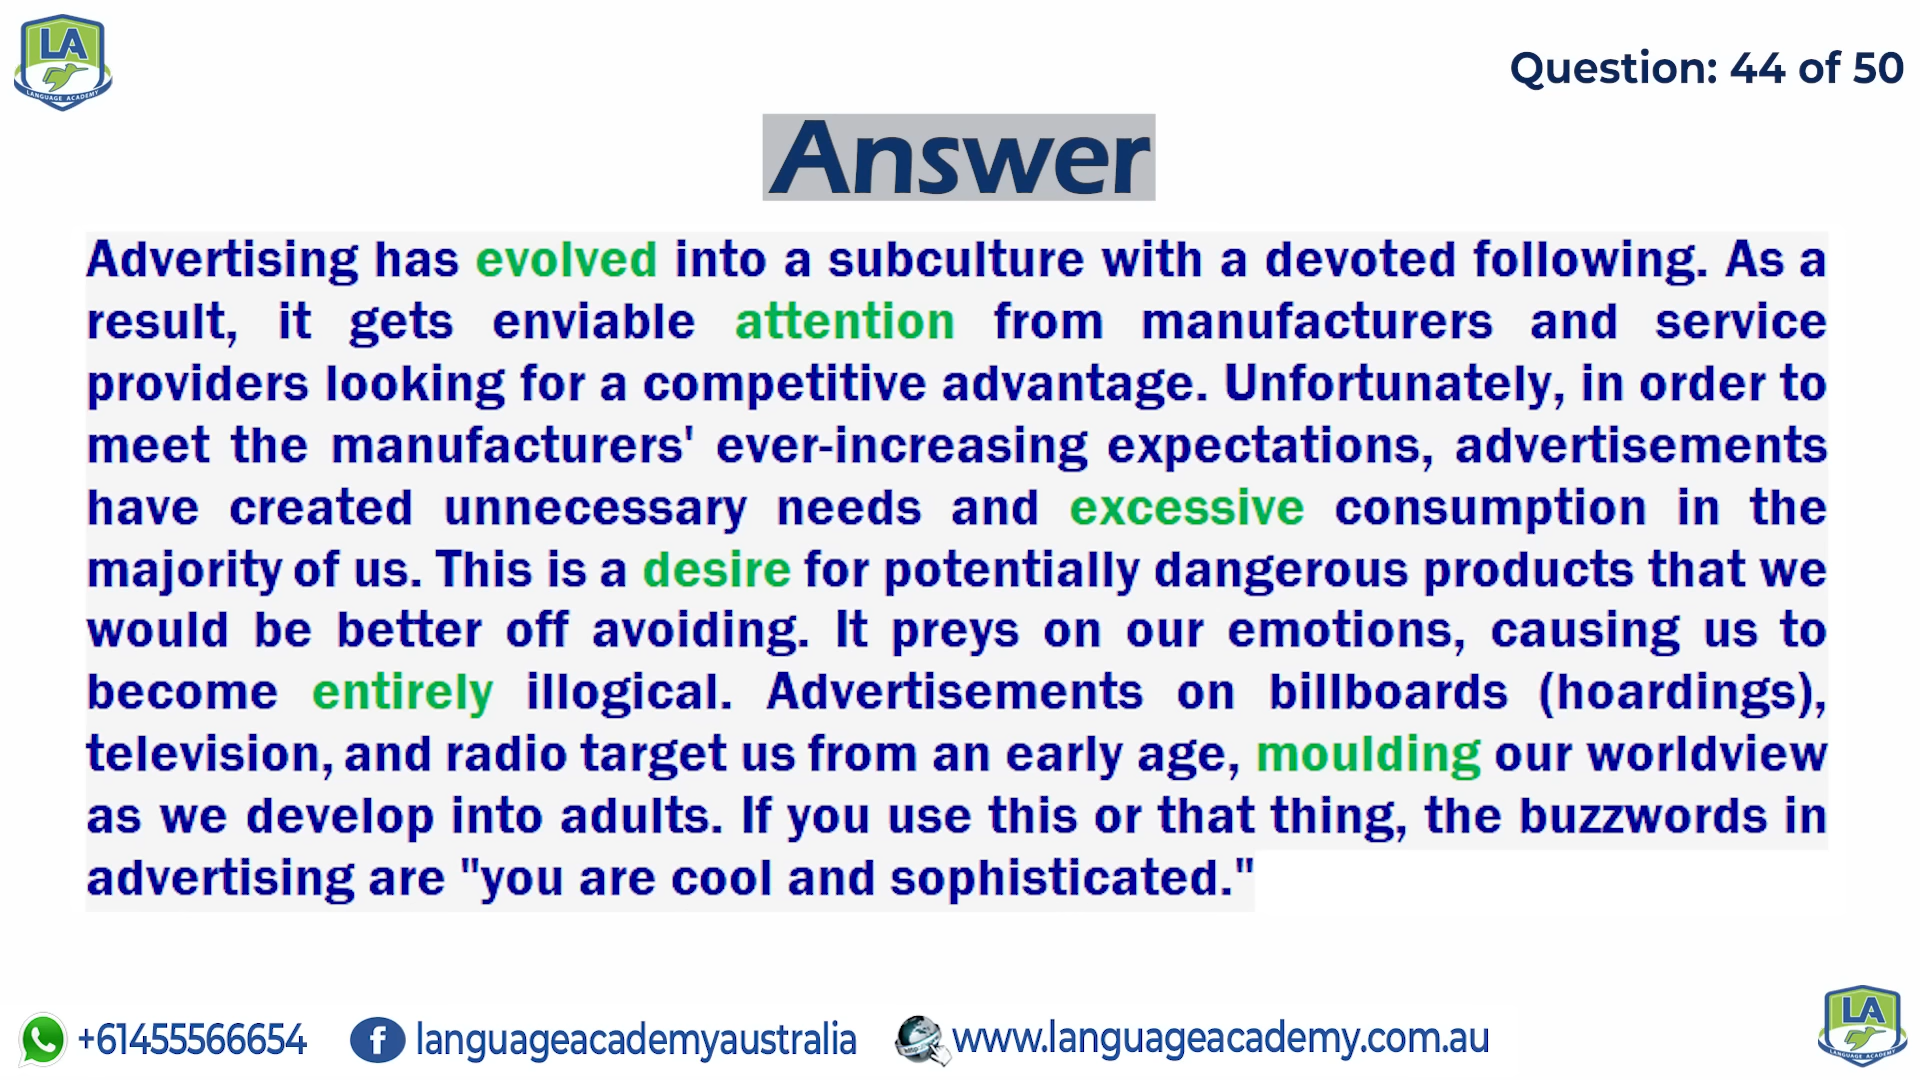 LA
LANGUAGE ACADEMY
Question: 44 of 50
Answer
Advertising has evolved into a subculture with a devoted following. As a
result, it gets enviable attention from manufacturers and service
providers looking for a competitive advantage. Unfortunately, in order to
meet the manufacturers' ever-increasing expectations, advertisements
have created unnecessary needs and excessive consumption in the
majority of us. This is a desire for potentially dangerous products that we
would be better off avoiding. It preys on our emotions, causing us to
become entirely illogical. Advertisements on billboards (hoardings),
television, and radio target us from an early age, moulding our worldview
as we develop into adults. If you use this or that thing, the buzzwords in
advertising are "you are cool and sophisticated."
+61455566654 languageacademyaustralia www.languageacademy.com.au
LA
LANGUAGE ACADEMY